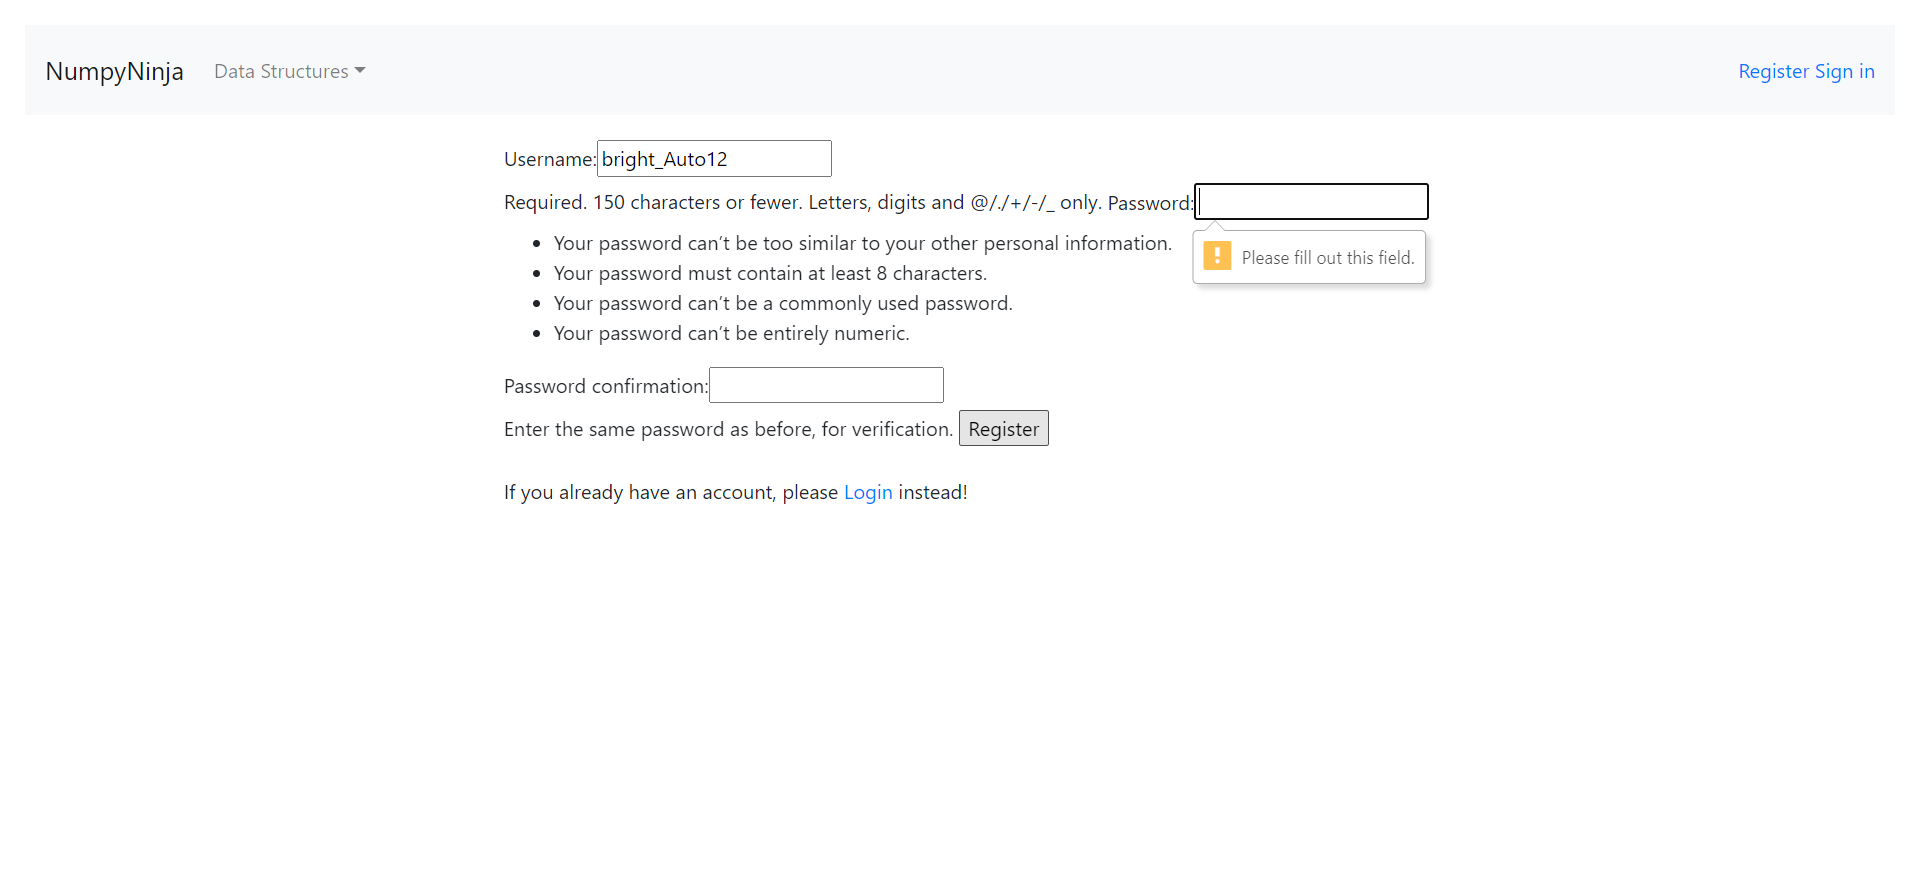 NumpyNinja Data Structures Register Sign in
Username: bright_Auto12
Required. 150 characters or fewer. Letters, digits and @/./+/-/_ only. Password:
Please fill out this field.
Your password can’t be too similar to your other personal information.
Your password must contain at least 8 characters.
Your password can’t be a commonly used password.
Your password can’t be entirely numeric.
Password confirmation:
Enter the same password as before, for verification. Register
If you already have an account, please Login instead!